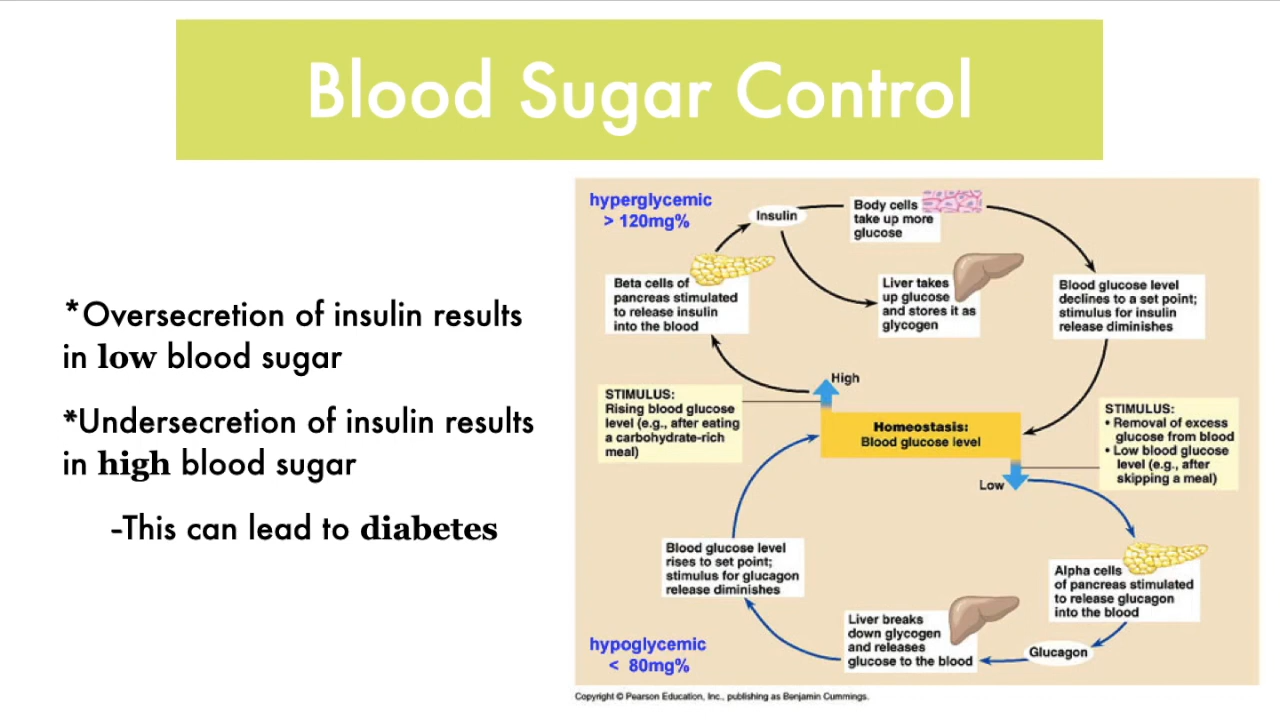 Blood Sugar Control
*Oversecretion of insulin results
in low blood sugar
*Undersecretion of insulin results
in high blood sugar
-This can lead to diabetes
hyperglycemic
> 120mg%
Insulin
Body cells
take up more
glucose
Beta cells of
pancreas stimulated
to release insulin
into the blood
Liver takes
up glucose
and stores it as
glycogen
Blood glucose level
declines to a set point;
stimulus for insulin
release diminishes
High
STIMULUS:
Rising blood glucose
level (e.g., after eating
a carbohydrate-rich
meal)
Homeostasis:
Blood glucose level
STIMULUS:
• Removal of excess
glucose from blood
• Low blood glucose
level (e.g., after
skipping a meal)
Low
Blood glucose level
rises to set point;
stimulus for glucagon
release diminishes
Alpha cells
of pancreas stimulated
to release glucagon
into the blood
Liver breaks
down glycogen
and releases
glucose to the blood
Glucagon
hypoglycemic
< 80mg%
Copyright © Pearson Education, Inc., publishing as Benjamin Cummings.